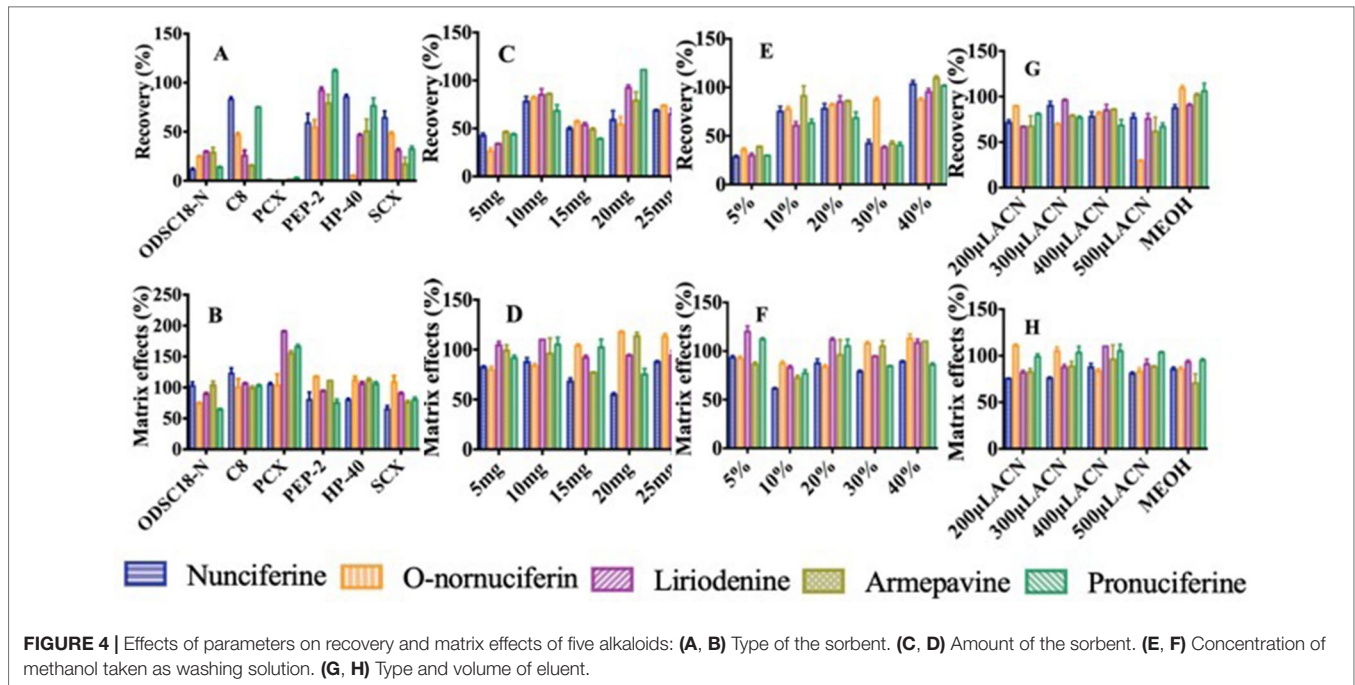 A
Recovery (%)
150
100
50
0
ODSC18-N
C8
PCX
PEP-2
HP-40
SCX
C
Recovery (%)
150
100
50
0
5mg
10mg
15mg
20mg
25mg
E
Recovery (%)
150
100
50
0
5%
10%
20%
30%
40%
G
Recovery (%)
150
100
50
0
200μLACN
300μLACN
400μLACN
500μLACN
MEOH
B
Matrix effects (%)
250
200
150
100
50
0
ODSC18-N
C8
PCX
PEP-2
HP-40
SCX
D
Matrix effects (%)
150
100
50
0
5mg
10mg
15mg
20mg
25mg
F
Matrix effects (%)
150
100
50
0
5%
10%
20%
30%
40%
H
Matrix effects (%)
150
100
50
0
200μLACN
300μLACN
400μLACN
500μLACN
MEOH
Nunciferine O-nornuciferin Liriodenine Armepavine Pronuciferine
FIGURE 4 | Effects of parameters on recovery and matrix effects of five alkaloids: (A, B) Type of the sorbent. (C, D) Amount of the sorbent. (E, F) Concentration of
methanol taken as washing solution. (G, H) Type and volume of eluent.